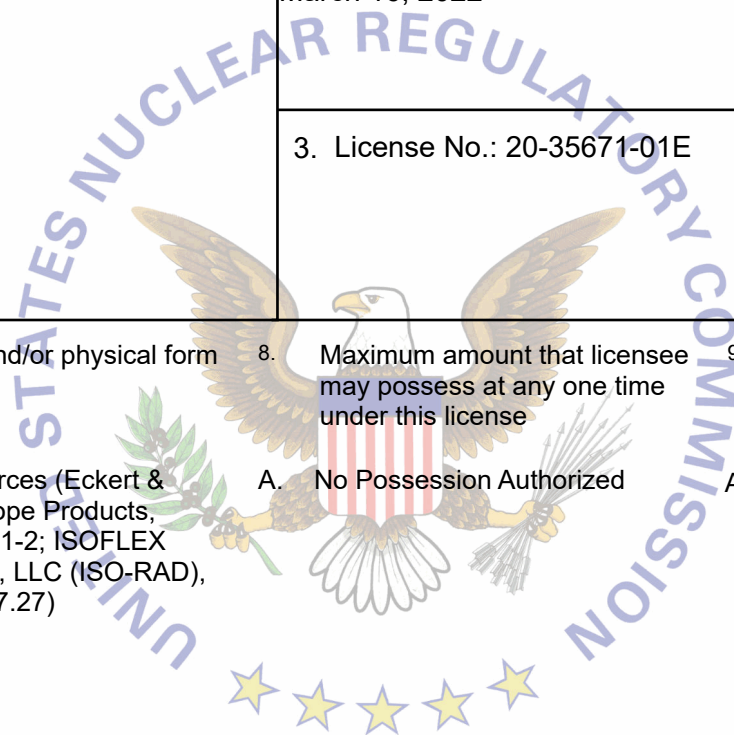 3. License No.: 20-35671-01E
nd/or physical form
8. Maximum amount that licensee
may possess at any one time
under this license
rces (Eckert &
ope Products,
1-2; ISOFLEX
, LLC (ISO-RAD),
7.27)
A. No Possession Authorized
UNITED STATES NUCLEAR REGULATORY COMMISSION